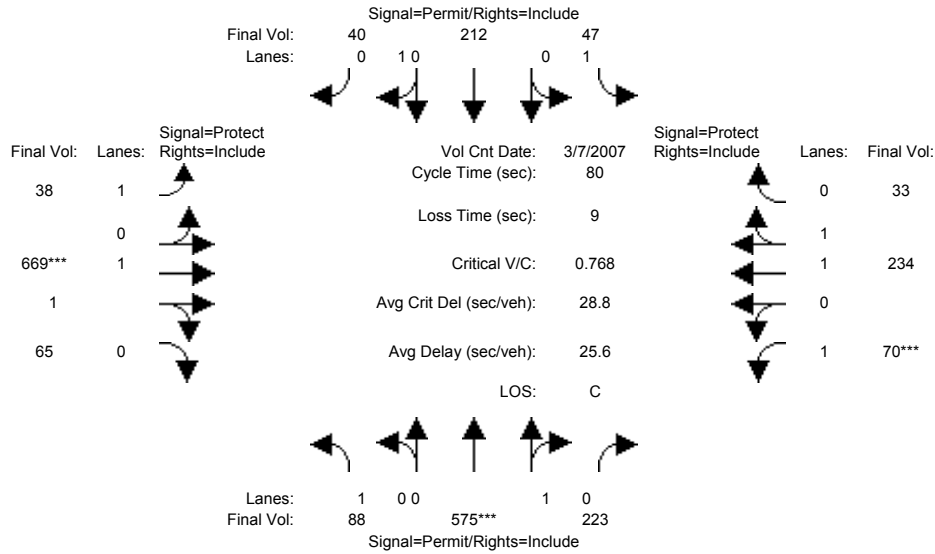 Signal=Permit/Rights=Include
Final Vol: 40 212 47
Lanes: 0 1 0 0 1
Signal=Protect Signal=Protect
Final Vol: Lanes: Rights=Include Vol Cnt Date: 3/7/2007 Rights=Include Lanes: Final Vol:
Cycle Time (sec): 80
38 1 0 33
Loss Time (sec): 9
0 1
669*** 1 Critical V/C: 0.768 1 234
1 Avg Crit Del (sec/veh): 28.8 0
65 0 Avg Delay (sec/veh): 25.6 1 70***
LOS: C
Lanes: 1 0 0 1 0
Final Vol: 88 575*** 223
Signal=Permit/Rights=Include